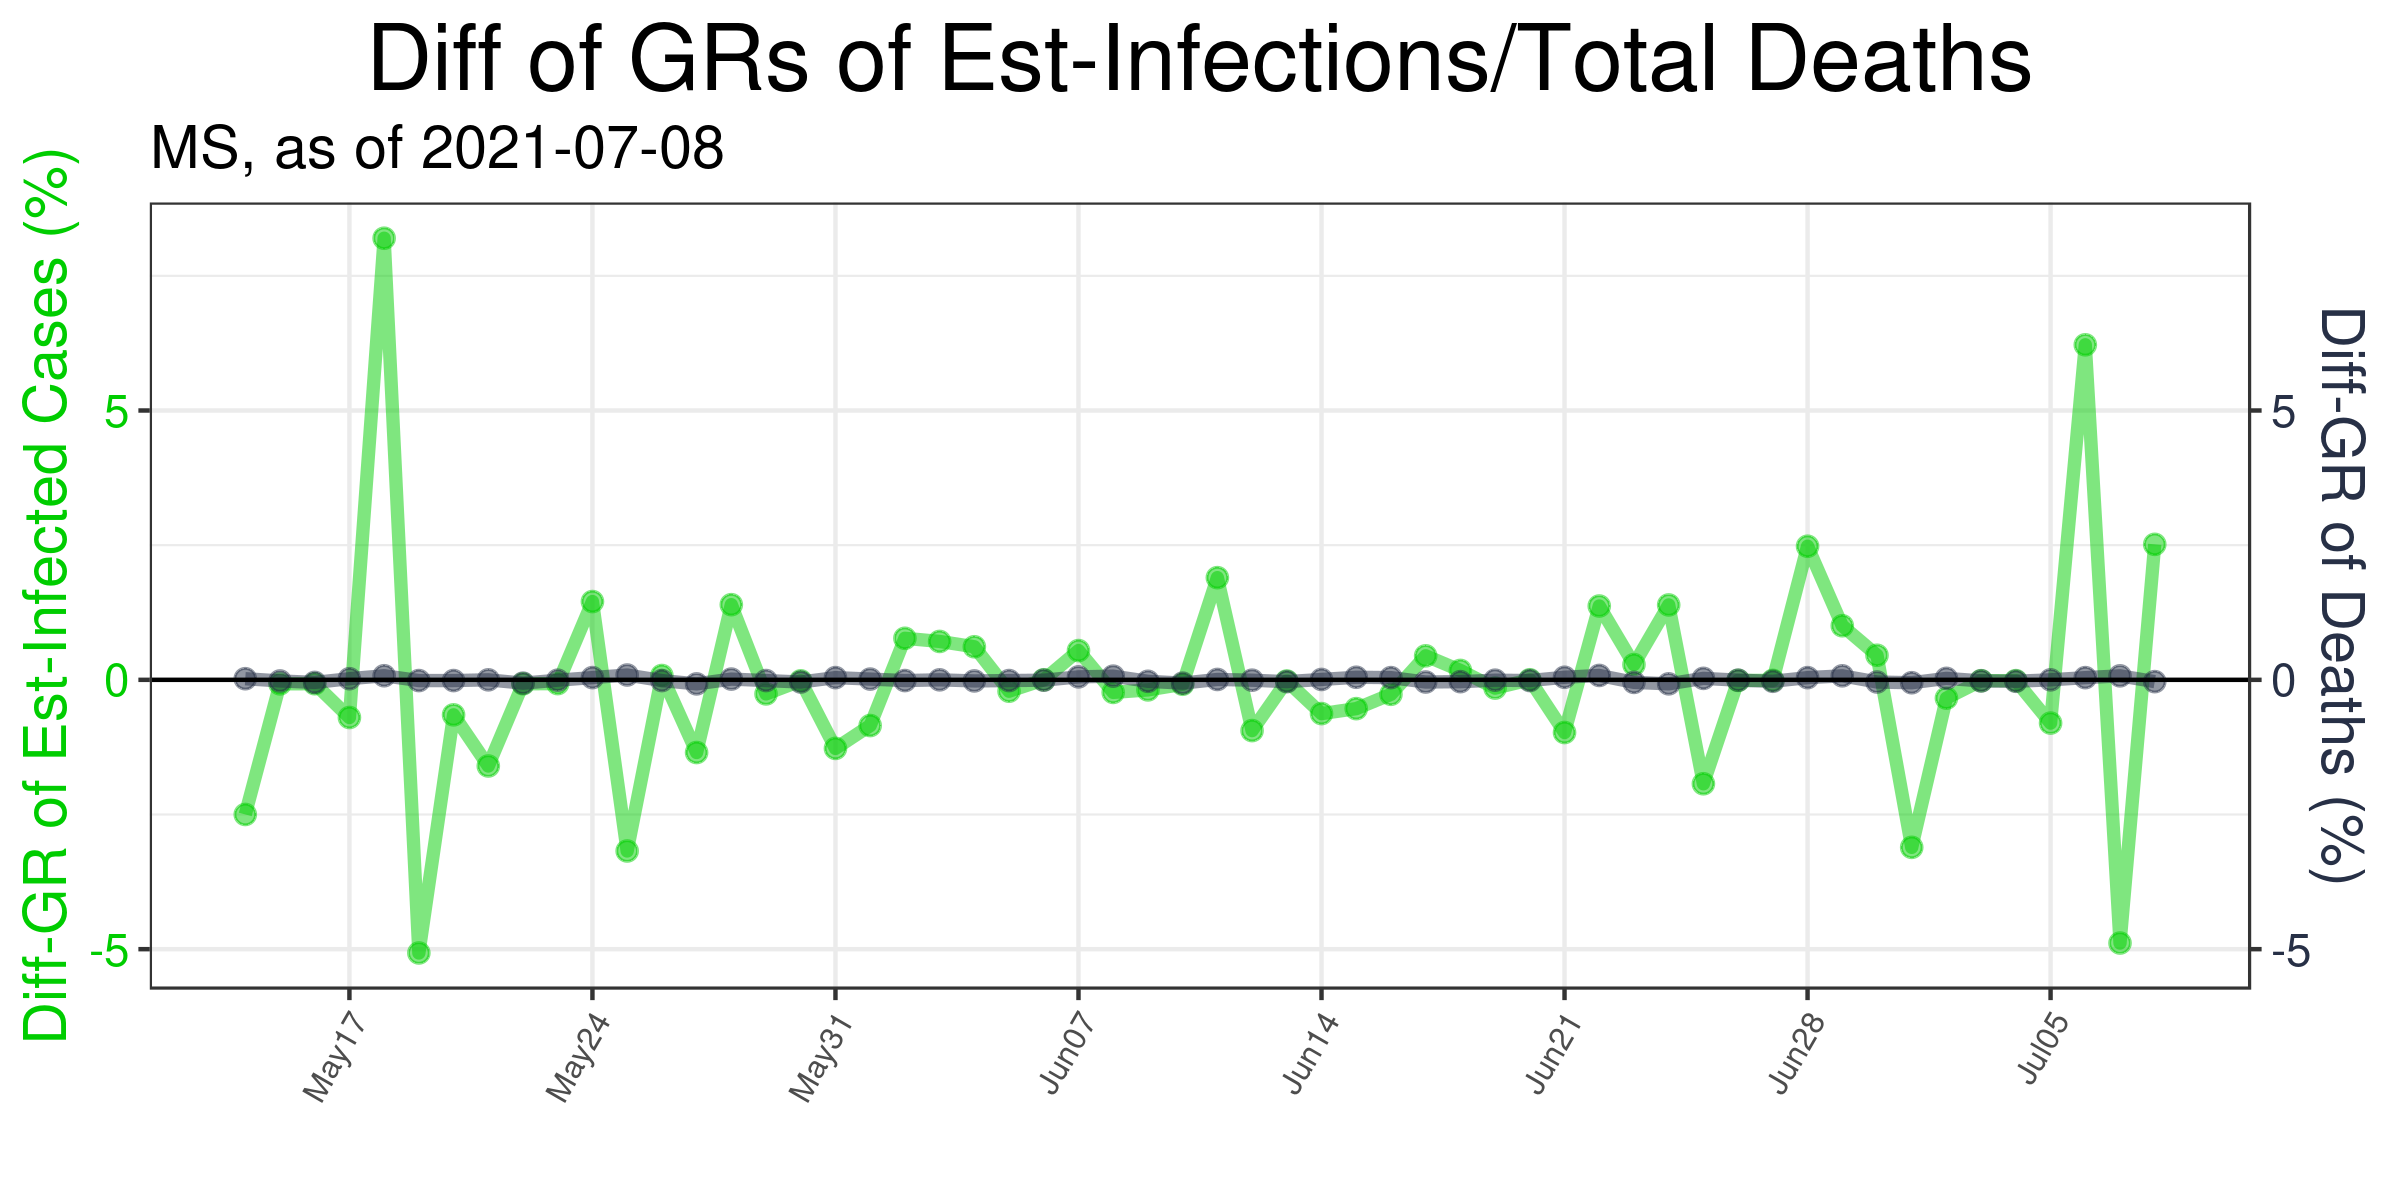 Diff of GRs of Est-Infections/Total Deaths
MS, as of 2021-07-08
Diff-GR of Est-Infected Cases (%)
5
0
-5
5
0
-5
Diff-GR of Deaths (%)
May17
May24
May31
Jun07
Jun14
Jun21
Jun28
Jul05